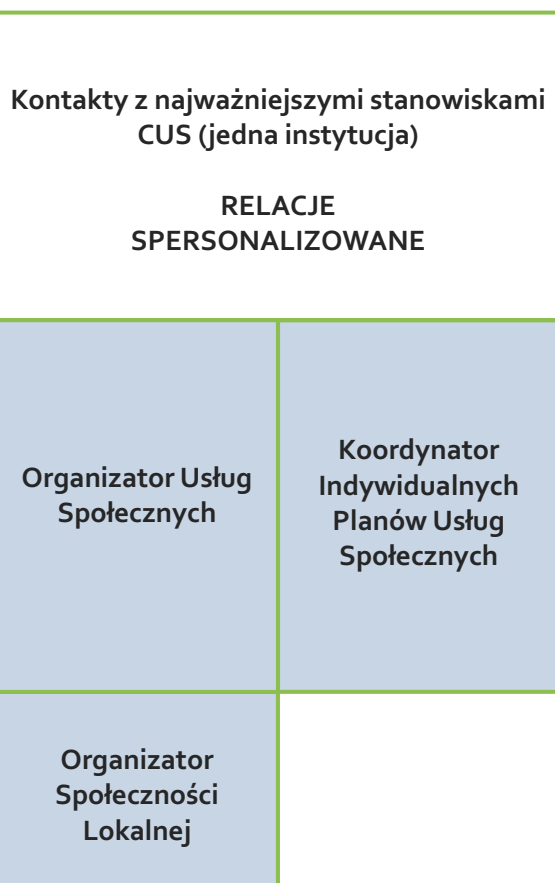 Kontakty z najważniejszymi stanowiskami
CUS (jedna instytucja)
RELACJE
SPERSONALIZOWANE
Organizator Usług
Społecznych
Koordynator
Indywidualnych
Planów Usług
Społecznych
Organizator
Społeczności
Lokalnej